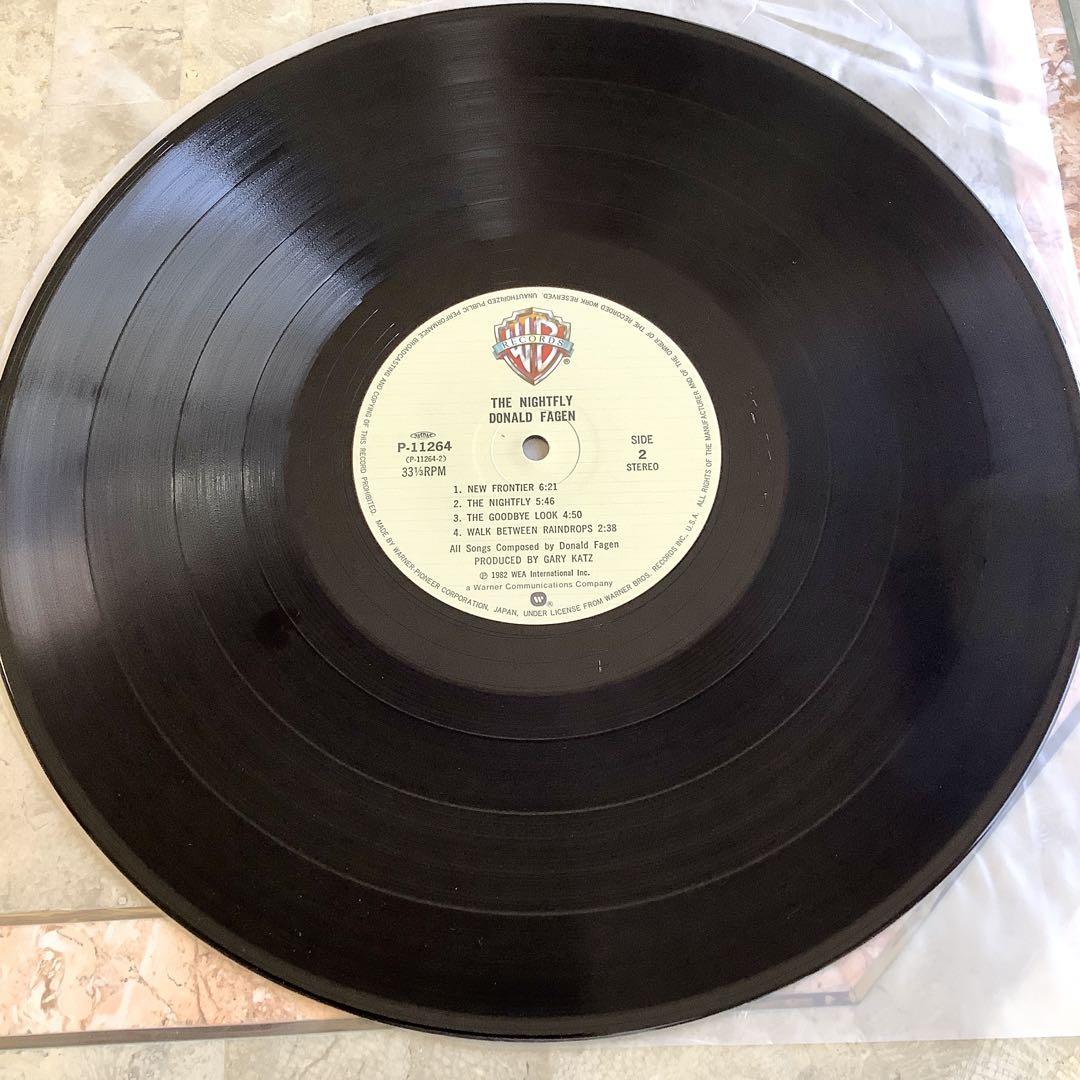 WB
RECORDS
®
THE NIGHTFLY
DONALD FAGEN
P-11264
(P-11264-2)
33⅓RPM
SIDE
2
STEREO
1. NEW FRONTIER 6:21
2. THE NIGHTFLY 5:46
3. THE GOODBYE LOOK 4:50
4. WALK BETWEEN RAINDROPS 2:38
All Songs Composed by Donald Fagen
PRODUCED BY GARY KATZ
℗ 1982 WEA International Inc.
a Warner Communications Company
W®
MADE BY WARNER-PIONEER CORPORATION, JAPAN, UNDER LICENSE FROM WARNER BROS. RECORDS INC., U.S.A. ALL RIGHTS OF THE MANUFACTURER AND OF THE OWNER OF THE RECORDED WORK RESERVED. UNAUTHORIZED PUBLIC PERFORMANCE BROADCASTING AND COPYING OF THIS RECORD PROHIBITED.